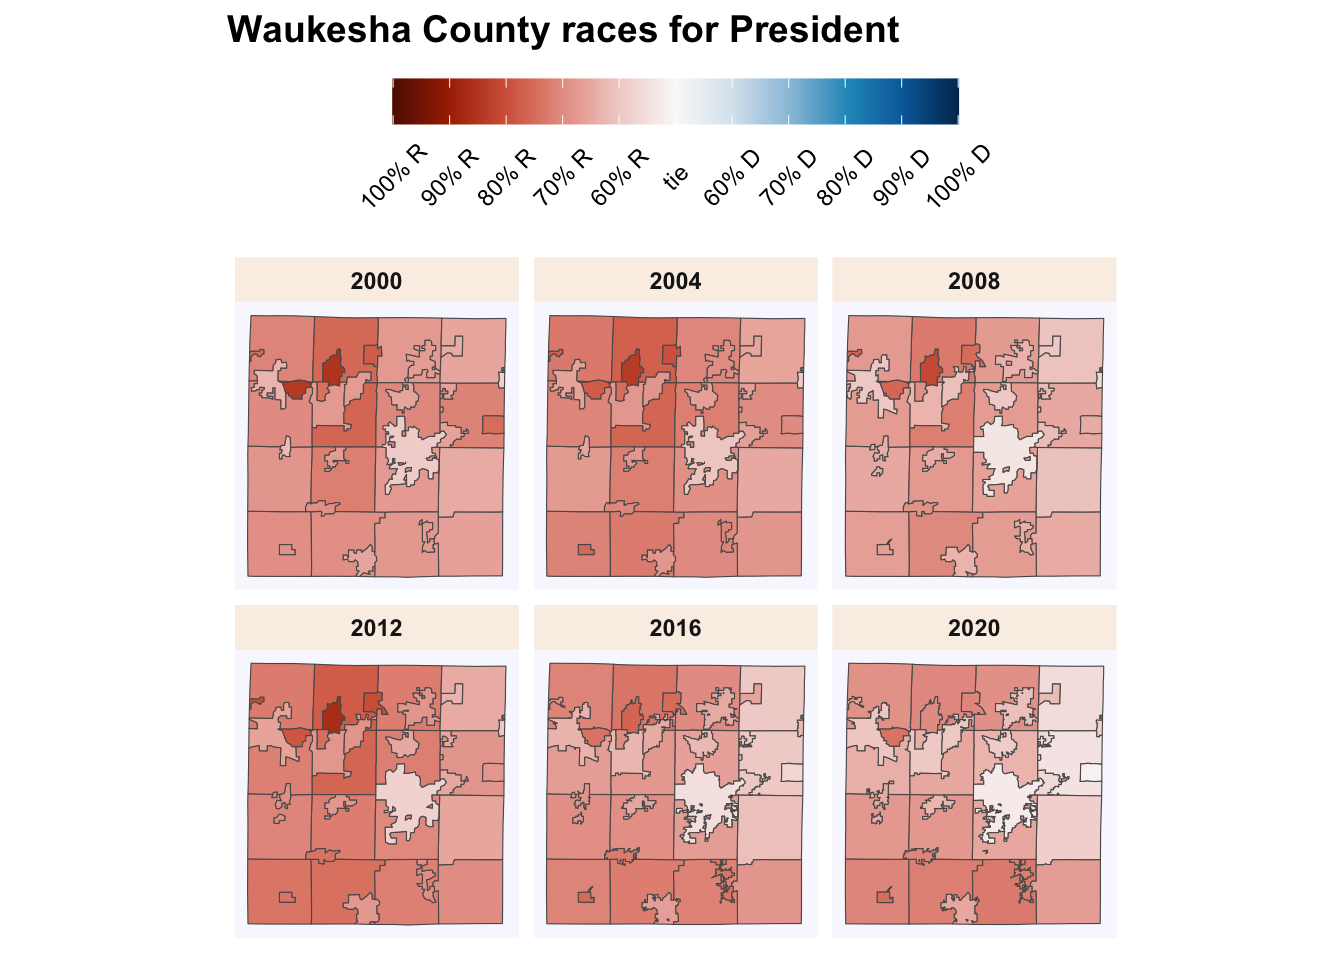 Waukesha County races for President
100% R
90% R
80% R
70% R
60% R
tie
60% D
70% D
80% D
90% D
100% D
2000
2004
2008
2012
2016
2020